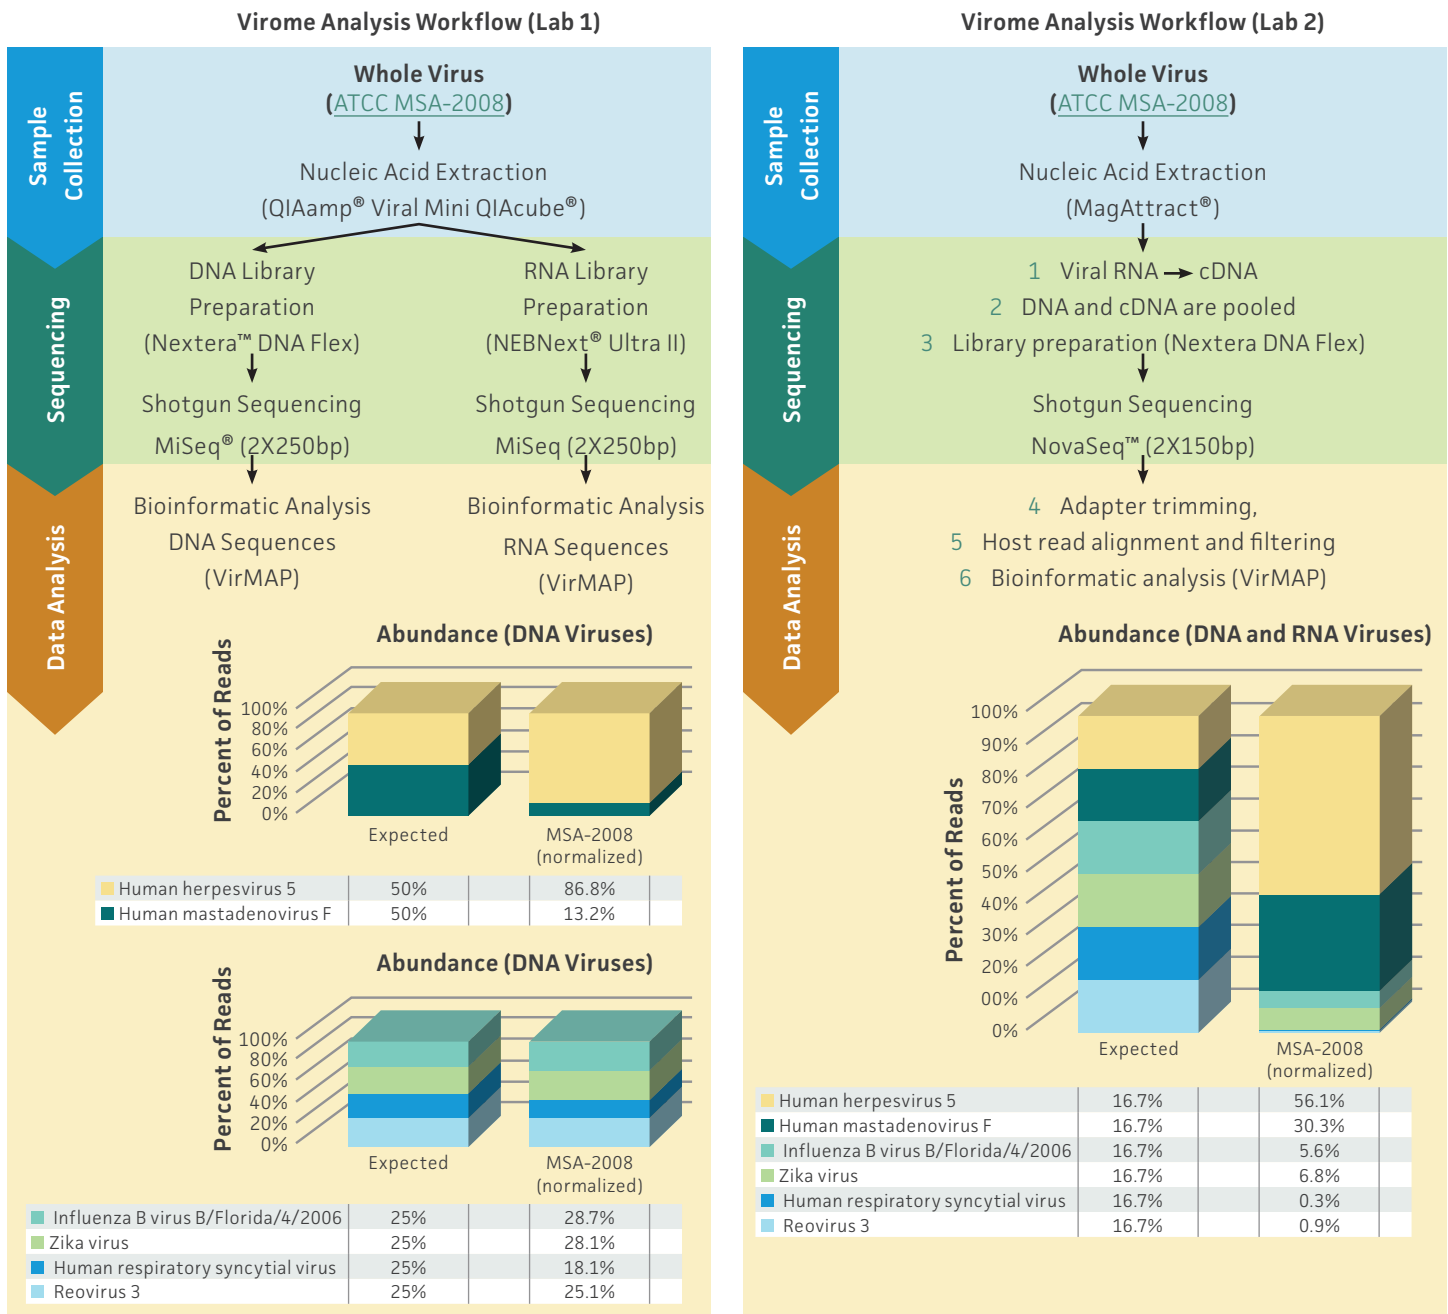 Virome Analysis Workflow (Lab 1)
Sample
Collection
Sequencing
Data Analysis
Whole Virus
(ATCC MSA-2008)
Nucleic Acid Extraction
(QIAamp® Viral Mini QIAcube®)
DNA Library
Preparation
(Nextera™ DNA Flex)
Shotgun Sequencing
MiSeq® (2X250bp)
Bioinformatic Analysis
DNA Sequences
(VirMAP)
RNA Library
Preparation
(NEBNext® Ultra II)
Shotgun Sequencing
MiSeq (2X250bp)
Bioinformatic Analysis
RNA Sequences
(VirMAP)
Abundance (DNA Viruses)
Percent of Reads
100%
80%
60%
40%
20%
0%
Expected
MSA-2008
(normalized)
Human herpesvirus 5 50% 86.8%
Human mastadenovirus F 50% 13.2%
Abundance (DNA Viruses)
Percent of Reads
100%
80%
60%
40%
20%
0%
Expected
MSA-2008
(normalized)
Influenza B virus B/Florida/4/2006 25% 28.7%
Zika virus 25% 28.1%
Human respiratory syncytial virus 25% 18.1%
Reovirus 3 25% 25.1%
Virome Analysis Workflow (Lab 2)
Sample
Collection
Sequencing
Data Analysis
Whole Virus
(ATCC MSA-2008)
Nucleic Acid Extraction
(MagAttract®)
1 Viral RNA → cDNA
2 DNA and cDNA are pooled
3 Library preparation (Nextera DNA Flex)
Shotgun Sequencing
NovaSeq™ (2X150bp)
4 Adapter trimming,
5 Host read alignment and filtering
6 Bioinformatic analysis (VirMAP)
Abundance (DNA and RNA Viruses)
Percent of Reads
100%
90%
80%
70%
60%
50%
40%
30%
20%
00%
0%
Expected
MSA-2008
(normalized)
Human herpesvirus 5 16.7% 56.1%
Human mastadenovirus F 16.7% 30.3%
Influenza B virus B/Florida/4/2006 16.7% 5.6%
Zika virus 16.7% 6.8%
Human respiratory syncytial virus 16.7% 0.3%
Reovirus 3 16.7% 0.9%